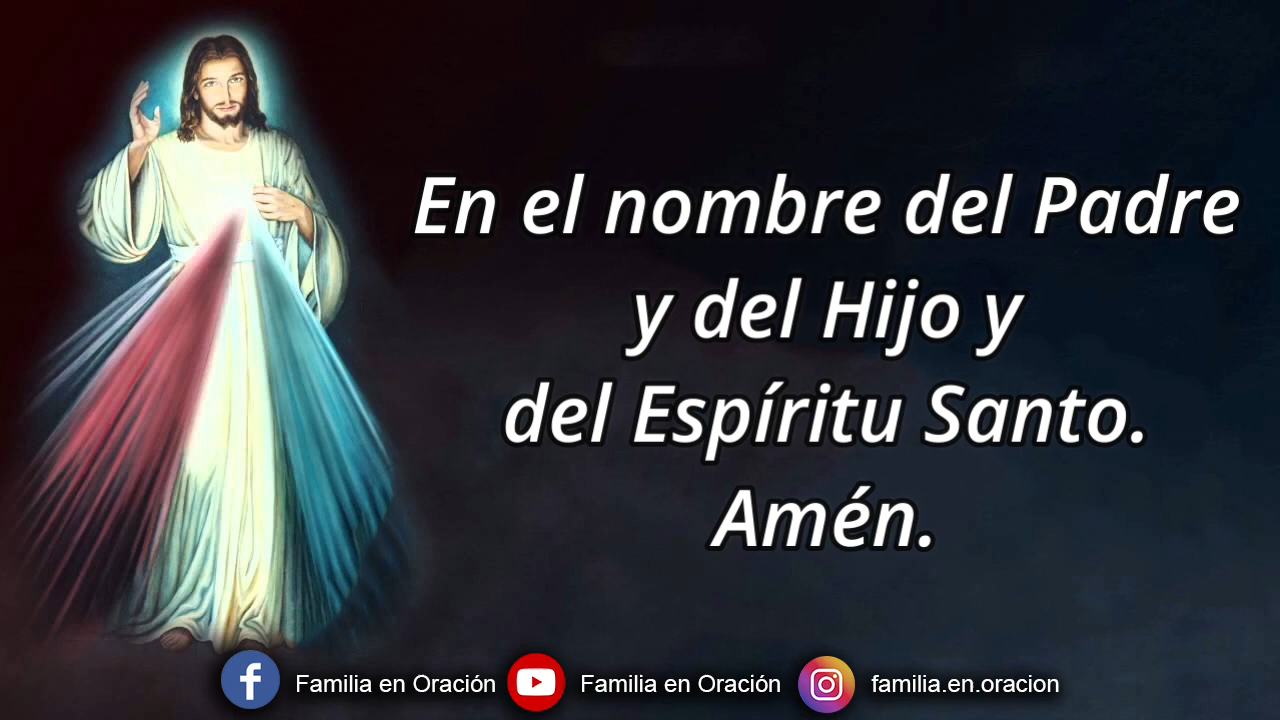 En el nombre del Padre
y del Hijo y
del Espíritu Santo.
Amén.
Familia en Oración Familia en Oración familia.en.oracion